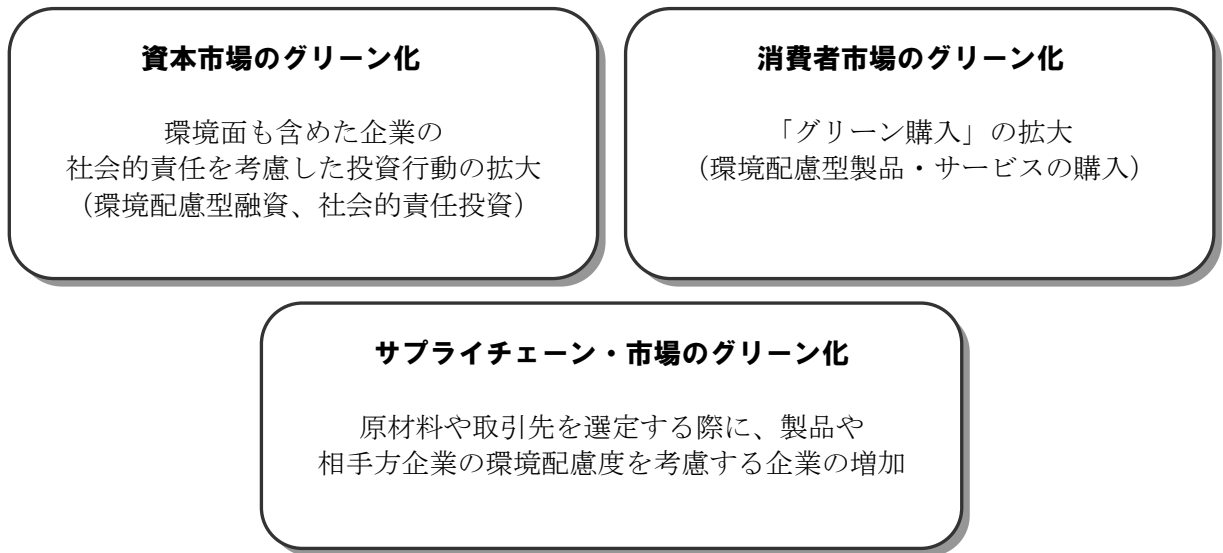 資本市場のグリーン化
環境面も含めた企業の
社会的責任を考慮した投資行動の拡大
（環境配慮型融資、社会的責任投資）
消費者市場のグリーン化
「グリーン購入」の拡大
（環境配慮型製品・サービスの購入）
サプライチェーン・市場のグリーン化
原材料や取引先を選定する際に、製品や
相手方企業の環境配慮度を考慮する企業の増加